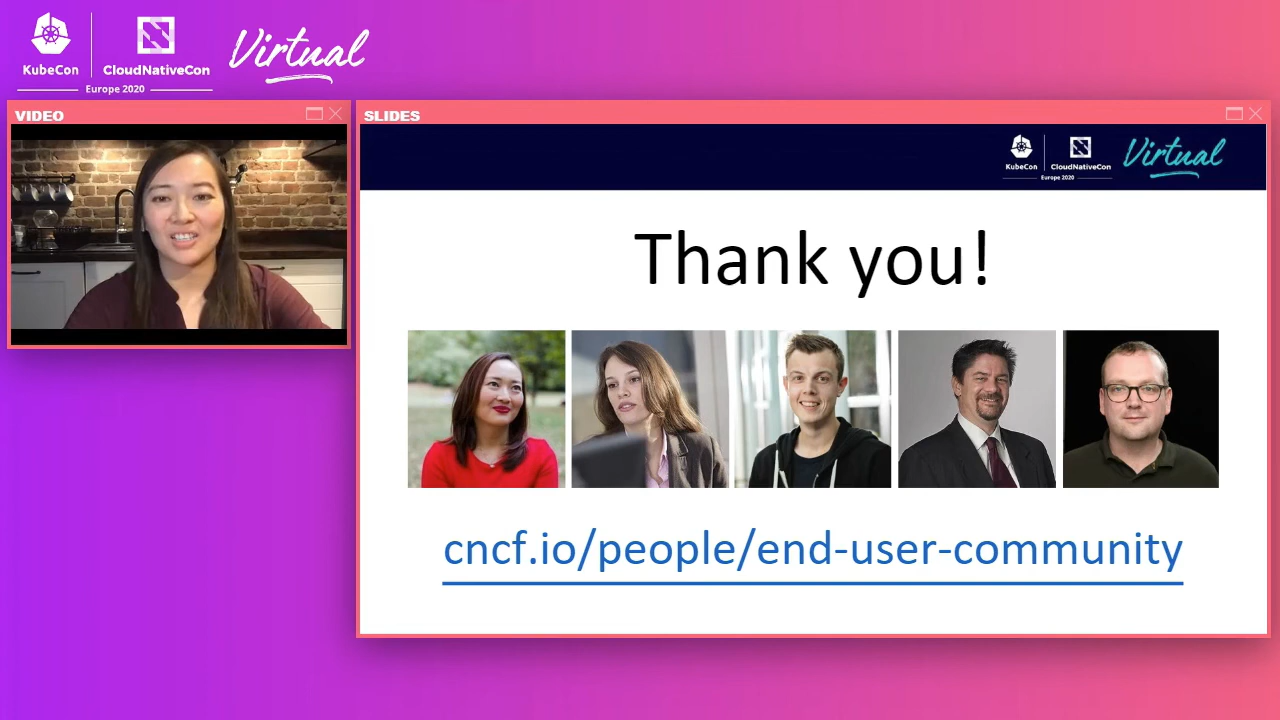 KubeCon
CloudNativeCon
Virtual
Europe 2020
VIDEO
SLIDES
KubeCon
CloudNativeCon
Virtual
Europe 2020
Thank you!
cncf.io/people/end-user-community